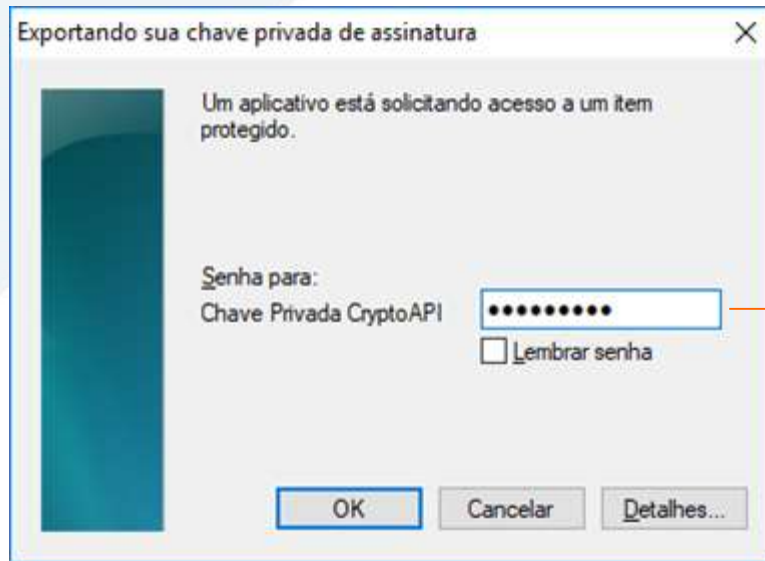 Exportando sua chave privada de assinatura
Um aplicativo está solicitando acesso a um item
protegido.
Senha para:
Chave Privada CryptoAPI
•••••••••
Lembrar senha
OK
Cancelar
Detalhes...